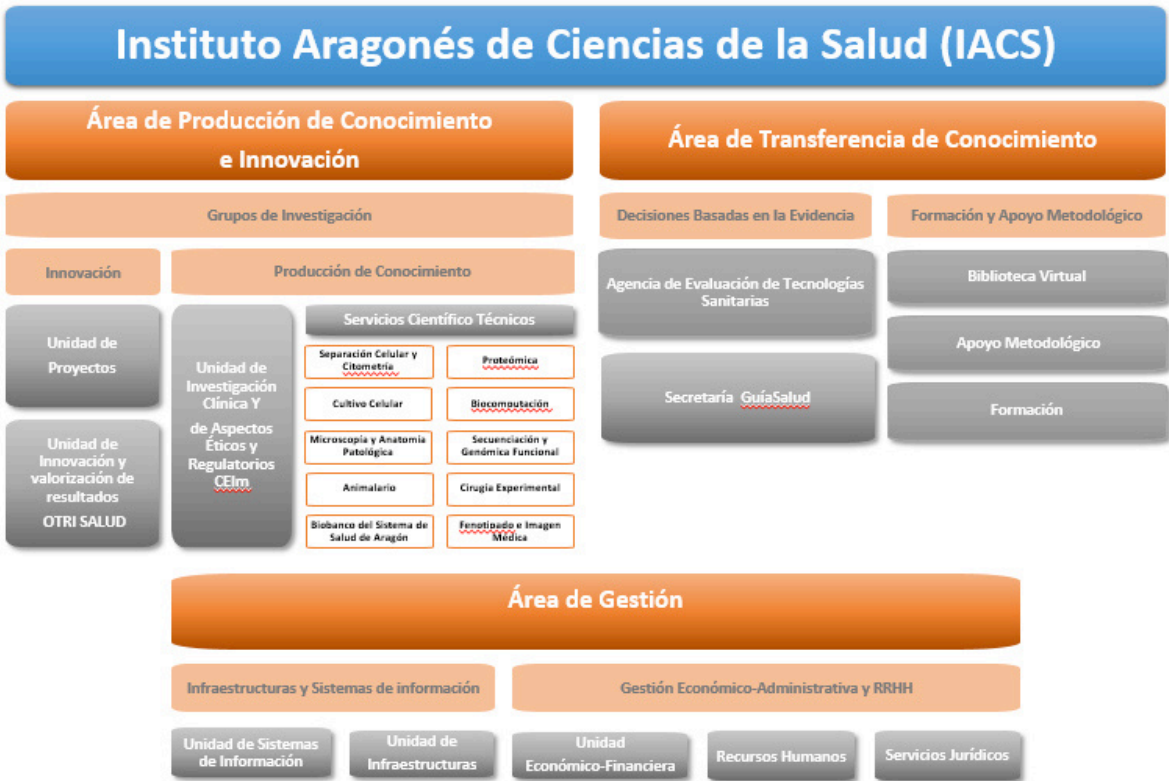 Instituto Aragonés de Ciencias de la Salud (IACS)
Área de Producción de Conocimiento
e Innovación
Grupos de Investigación
Innovación
Producción de Conocimiento
Unidad de
Proyectos
Unidad de
Innovación y
valorización de
resultados
OTRI SALUD
Unidad de
Investigación
Clínica Y
de Aspectos
Éticos y
Regulatorios
CEIm
Servicios Científico Técnicos
Separación Celular y
Citometría
Proteómica
Cultivo Celular
Biocomputación
Microscopia y Anatomía
Patológica
Secuenciación y
Genómica Funcional
Animalario
Cirugía Experimental
Biobanco del Sistema de
Salud de Aragón
Fenotipado e Imagen
Médica
Área de Transferencia de Conocimiento
Decisiones Basadas en la Evidencia
Agencia de Evaluación de Tecnologías
Sanitarias
Secretaría GuíaSalud
Formación y Apoyo Metodológico
Biblioteca Virtual
Apoyo Metodológico
Formación
Área de Gestión
Infraestructuras y Sistemas de información
Gestión Económico-Administrativa y RRHH
Unidad de Sistemas
de Información
Unidad de
Infraestructuras
Unidad
Económico-Financiera
Recursos Humanos
Servicios Jurídicos